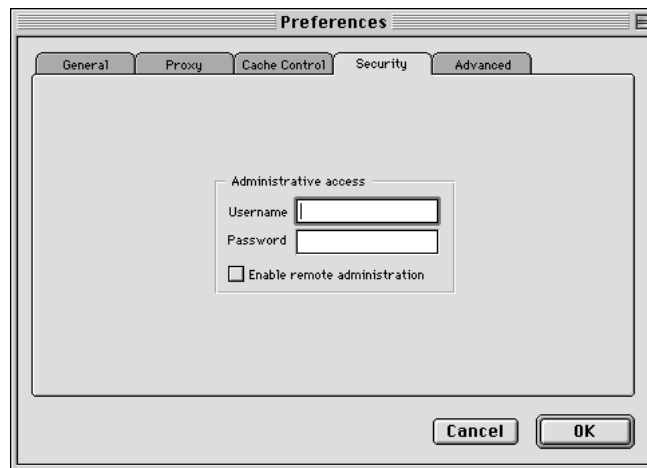 Preferences
General Proxy Cache Control Security Advanced
Administrative access
Username
Password
Enable remote administration
Cancel OK